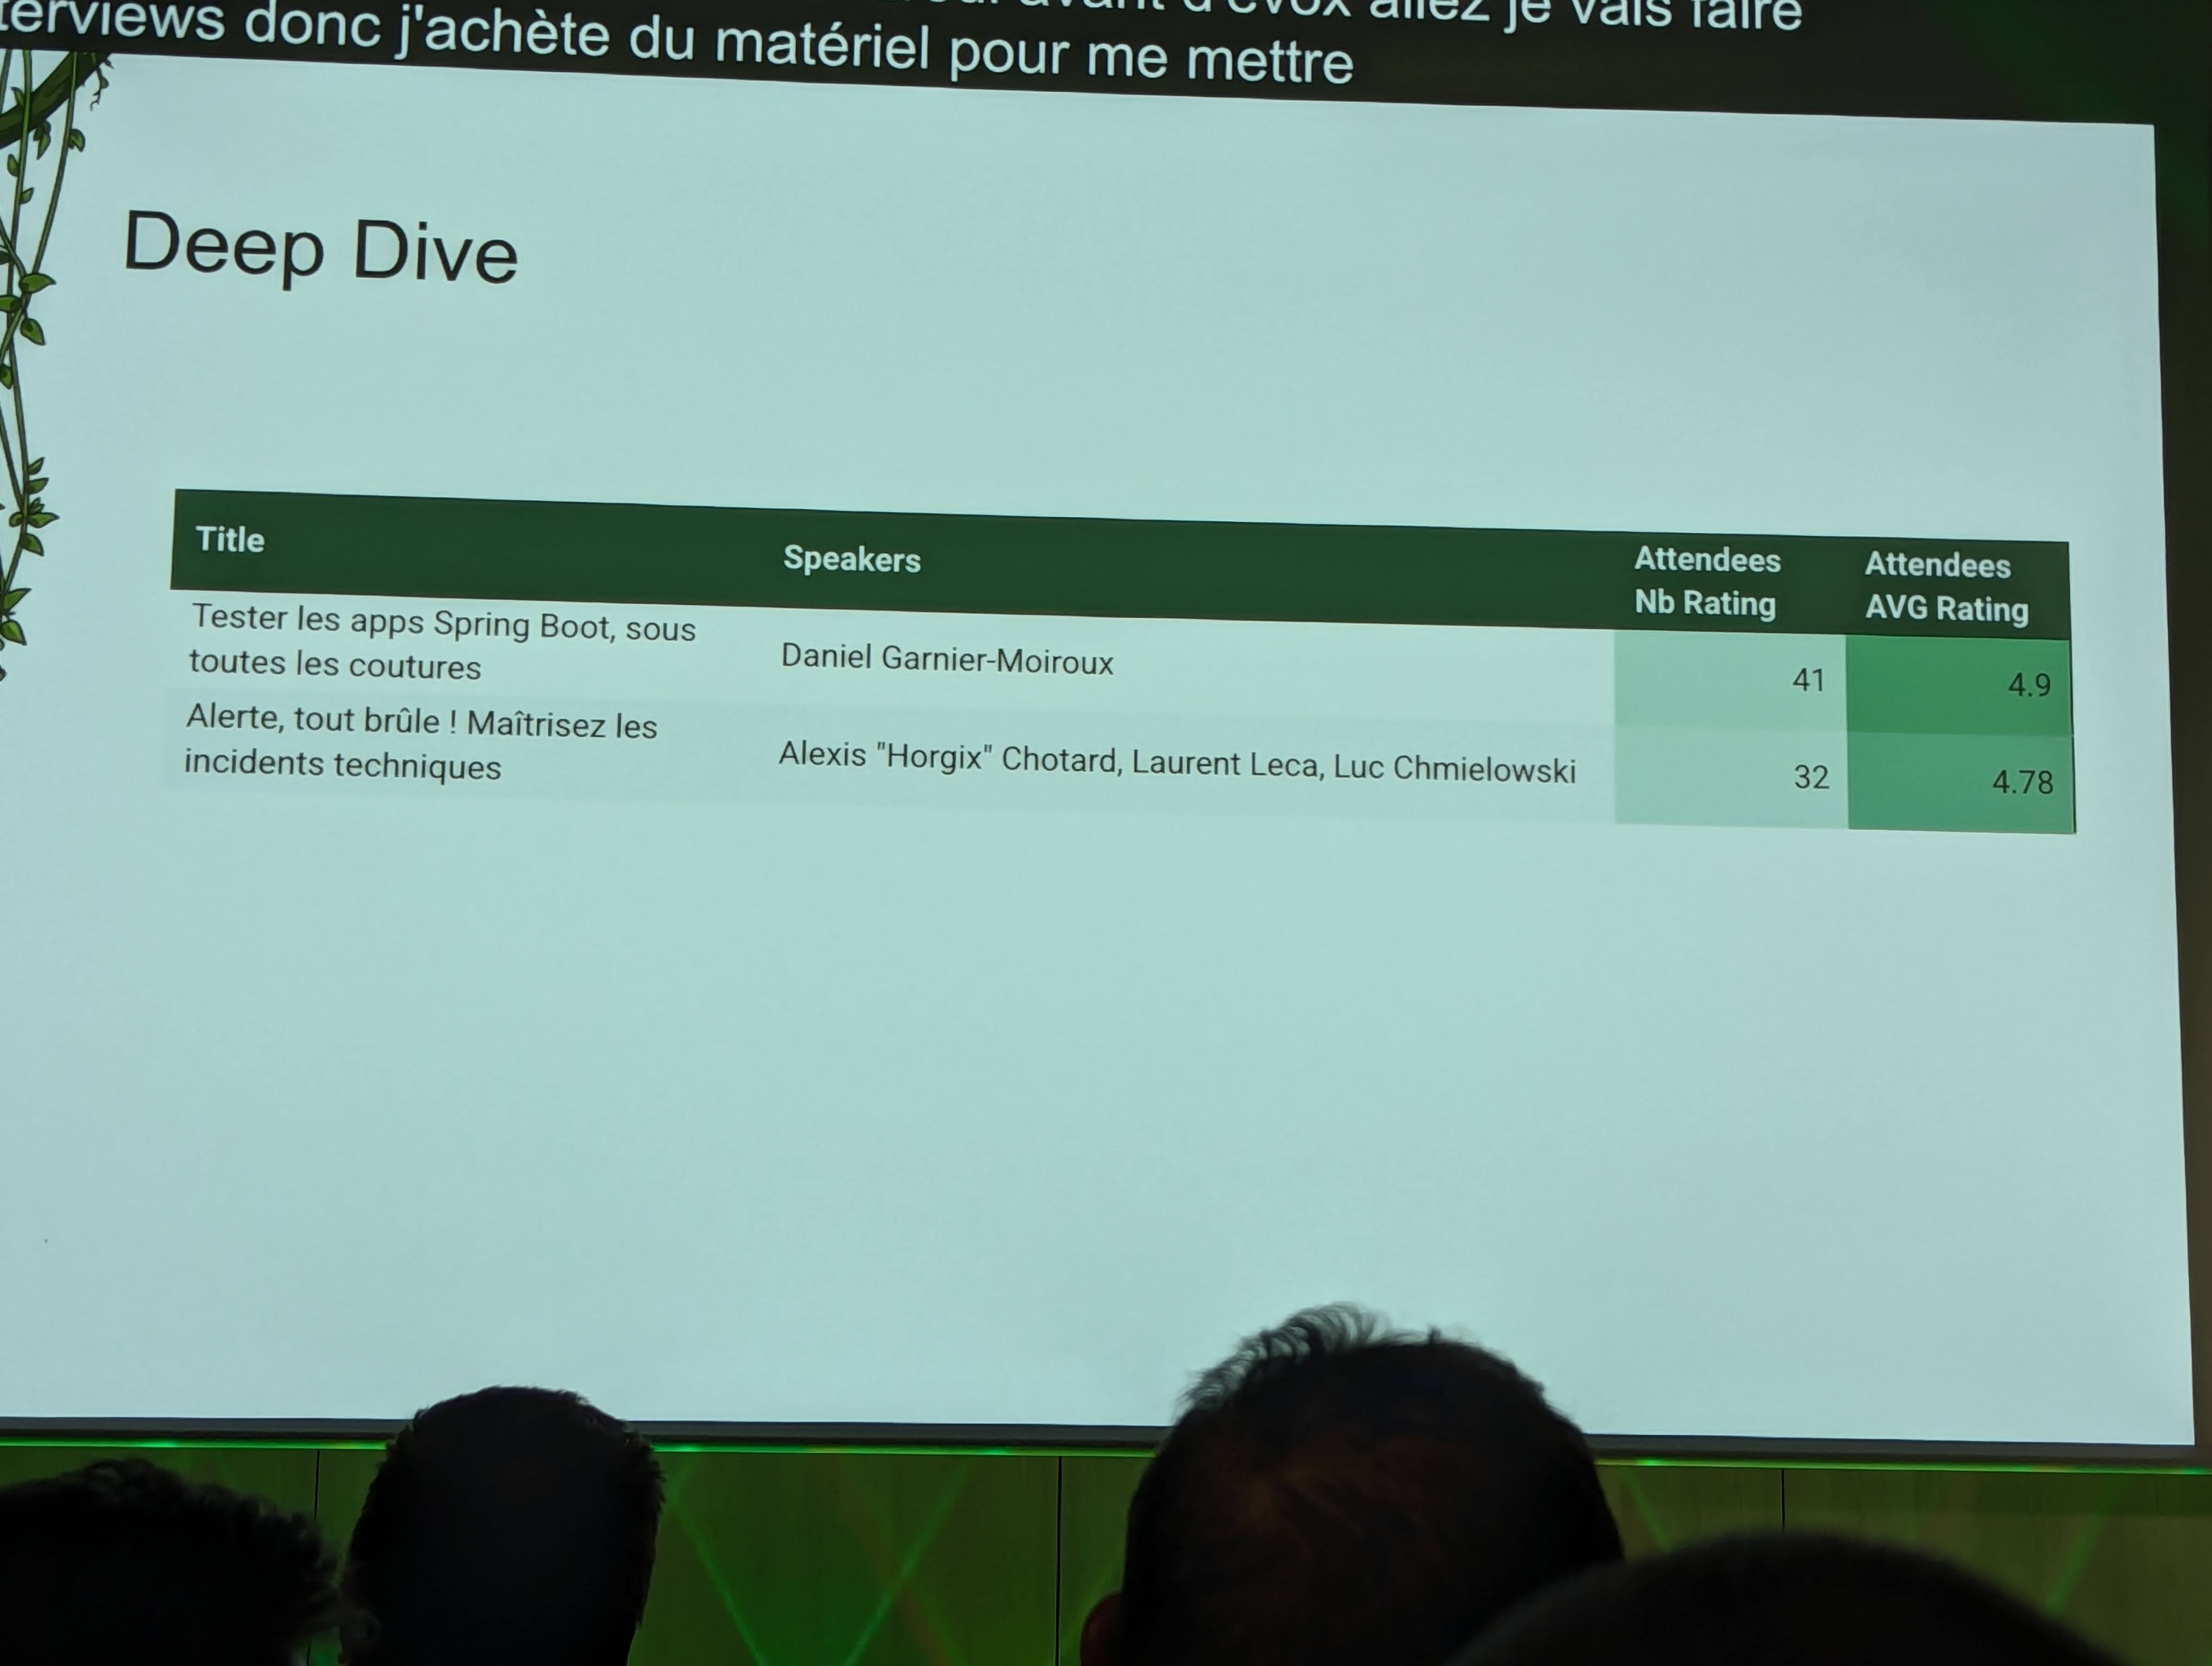 avant d'évox allez je vais faire
terviews donc j'achète du matériel pour me mettre
Deep Dive
Title
Speakers
Attendees
Nb Rating
Attendees
AVG Rating
Tester les apps Spring Boot, sous
toutes les coutures
Daniel Garnier-Moiroux
41
4.9
Alerte, tout brûle ! Maîtrisez les
incidents techniques
Alexis "Horgix" Chotard, Laurent Leca, Luc Chmielowski
32
4.78